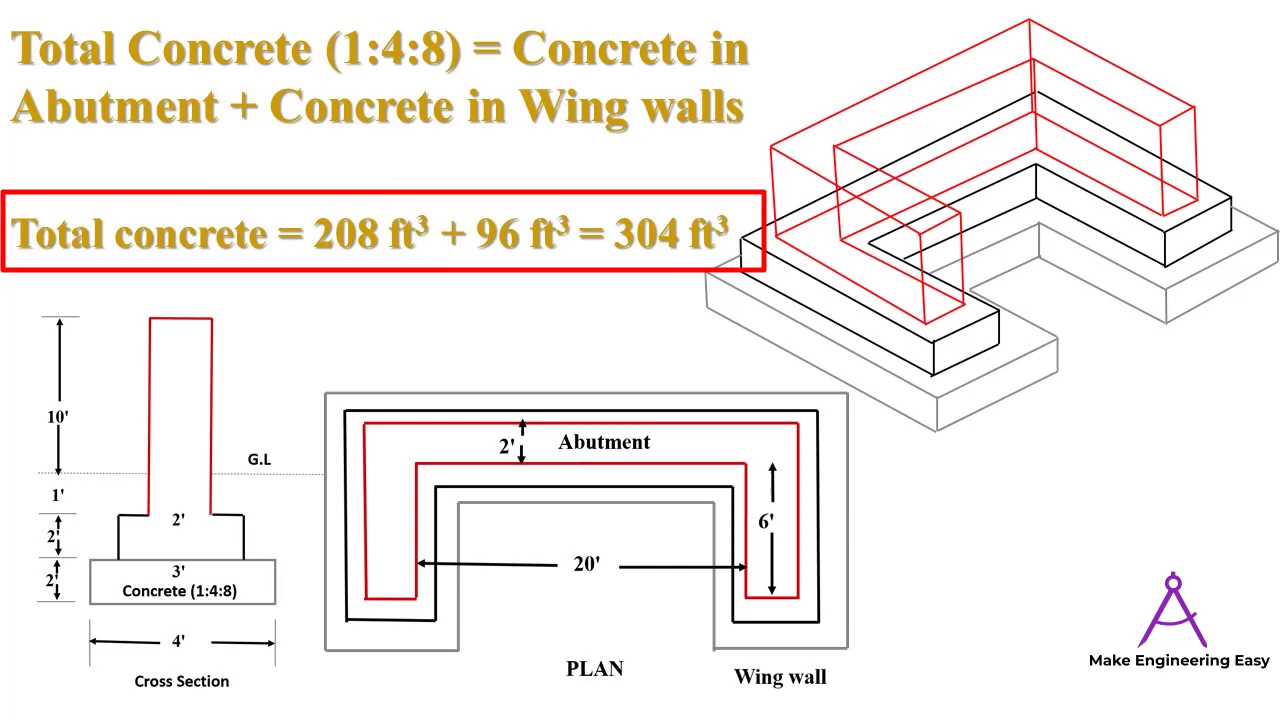 Total Concrete (1:4:8) = Concrete in
Abutment + Concrete in Wing walls
Total concrete = 208 ft³ + 96 ft³ = 304 ft³
10'
G.L
1'
2'
2'
3'
2'
Concrete (1:4:8)
4'
Cross Section
2'
Abutment
6'
20'
PLAN
Wing wall
Make Engineering Easy